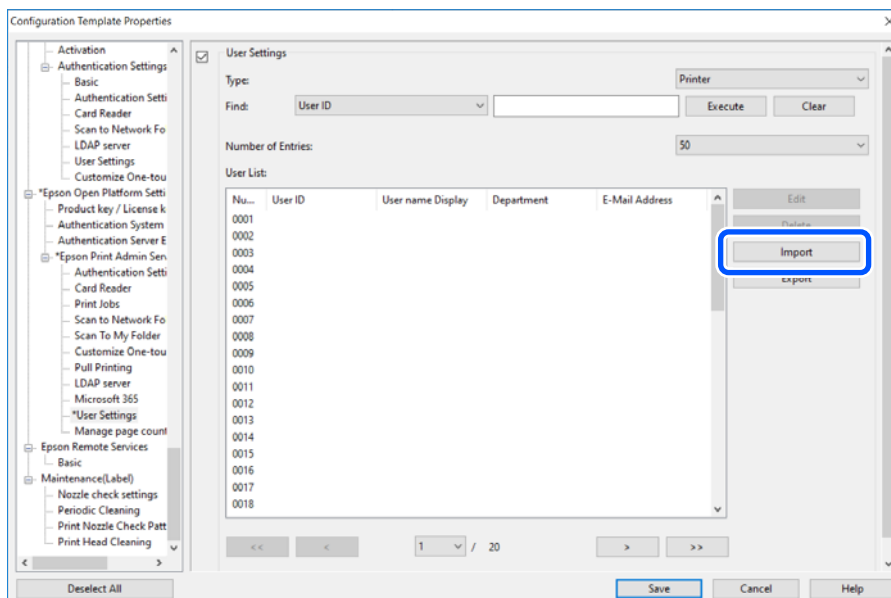 Configuration Template Properties
Activation
Authentication Settings
Basic
Authentication Setti
Card Reader
Scan to Network Fo
LDAP server
User Settings
Customize One-tou
*Epson Open Platform Setti
Product key / License k
Authentication System
Authentication Server E
*Epson Print Admin Serv
Authentication Setti
Card Reader
Print Jobs
Scan to Network Fo
Scan To My Folder
Customize One-tou
Pull Printing
LDAP server
Microsoft 365
*User Settings
Manage page count
Epson Remote Services
Basic
Maintenance(Label)
Nozzle check settings
Periodic Cleaning
Print Nozzle Check Patt
Print Head Cleaning
Deselect All
User Settings
Type: Printer
Find: User ID Execute Clear
Number of Entries: 50
User List:
Nu... User ID User name Display Department E-Mail Address
0001
0002
0003
0004
0005
0006
0007
0008
0009
0010
0011
0012
0013
0014
0015
0016
0017
0018
Edit
Delete
Import
Export
<< < 1 / 20 > >>
Save Cancel Help